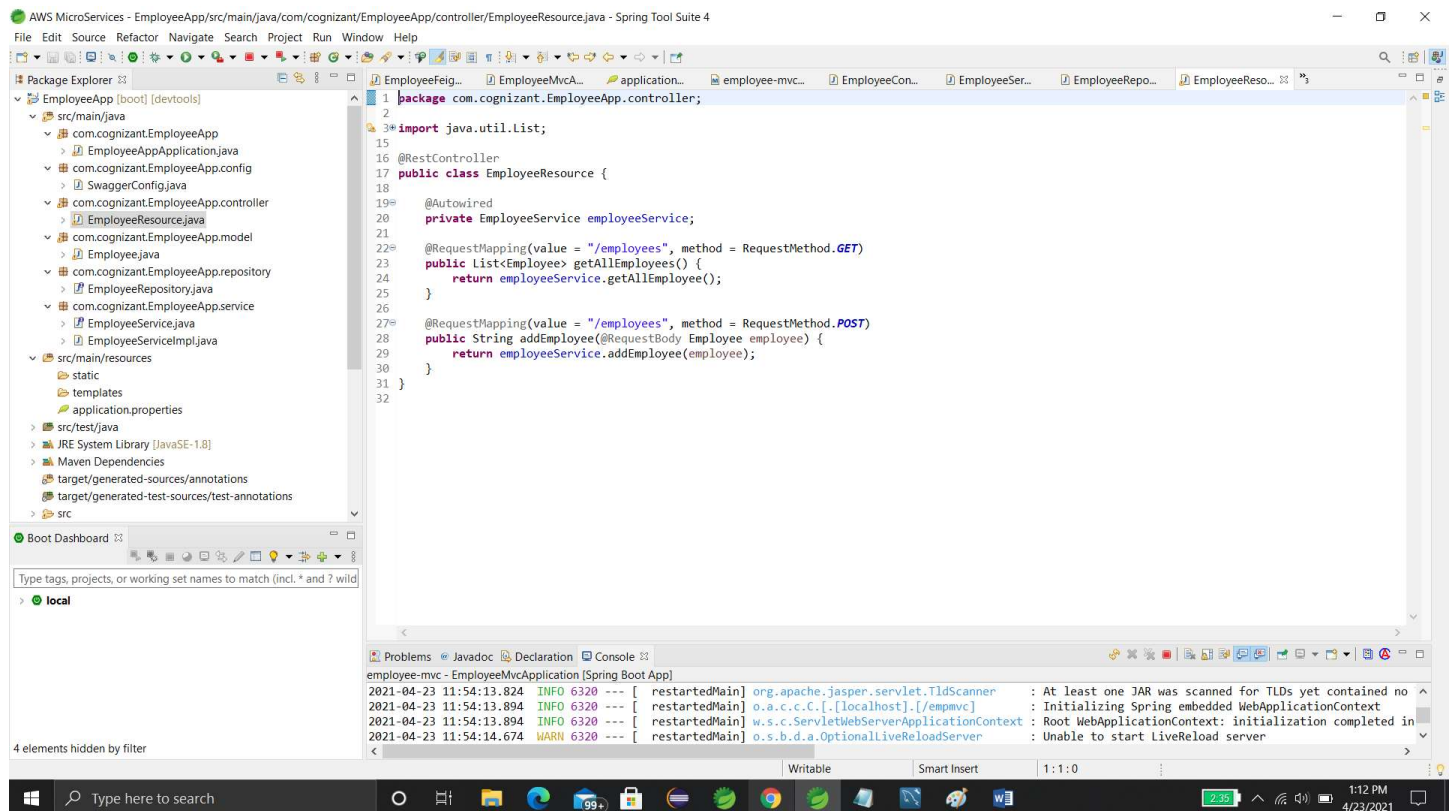 AWS MicroServices - EmployeeApp/src/main/java/com/cognizant/EmployeeApp/controller/EmployeeResource.java - Spring Tool Suite 4
File Edit Source Refactor Navigate Search Project Run Window Help
Package Explorer
EmployeeApp [boot] [devtools]
src/main/java
com.cognizant.EmployeeApp
EmployeeAppApplication.java
com.cognizant.EmployeeApp.config
SwaggerConfig.java
com.cognizant.EmployeeApp.controller
EmployeeResource.java
com.cognizant.EmployeeApp.model
Employee.java
com.cognizant.EmployeeApp.repository
EmployeeRepository.java
com.cognizant.EmployeeApp.service
EmployeeService.java
EmployeeServiceImpl.java
src/main/resources
static
templates
application.properties
src/test/java
JRE System Library [JavaSE-1.8]
Maven Dependencies
target/generated-sources/annotations
target/generated-test-sources/test-annotations
src
Boot Dashboard
Type tags, projects, or working set names to match (incl. * and ? wild
local
4 elements hidden by filter
EmployeeFeig... EmployeeMvcA... application... employee-mvc... EmployeeCon... EmployeeSer... EmployeeRepo... EmployeeReso... »3
1 package com.cognizant.EmployeeApp.controller;
2
3 import java.util.List;
15
16 @RestController
17 public class EmployeeResource {
18
19 @Autowired
20 private EmployeeService employeeService;
21
22 @RequestMapping(value = "/employees", method = RequestMethod.GET)
23 public List<Employee> getAllEmployees() {
24 return employeeService.getAllEmployee();
25 }
26
27 @RequestMapping(value = "/employees", method = RequestMethod.POST)
28 public String addEmployee(@RequestBody Employee employee) {
29 return employeeService.addEmployee(employee);
30 }
31 }
32
Problems Javadoc Declaration Console
employee-mvc - EmployeeMvcApplication [Spring Boot App]
2021-04-23 11:54:13.824 INFO 6320 --- [ restartedMain] org.apache.jasper.servlet.TldScanner : At least one JAR was scanned for TLDs yet contained no
2021-04-23 11:54:13.894 INFO 6320 --- [ restartedMain] o.a.c.c.C.[.[localhost].[/empmvc] : Initializing Spring embedded WebApplicationContext
2021-04-23 11:54:13.894 INFO 6320 --- [ restartedMain] w.s.c.ServletWebServerApplicationContext : Root WebApplicationContext: initialization completed in
2021-04-23 11:54:14.674 WARN 6320 --- [ restartedMain] o.s.b.d.a.OptionalLiveReloadServer : Unable to start LiveReload server
Writable Smart Insert 1:1:0
Type here to search
99+
2:35
1:12 PM
4/23/2021